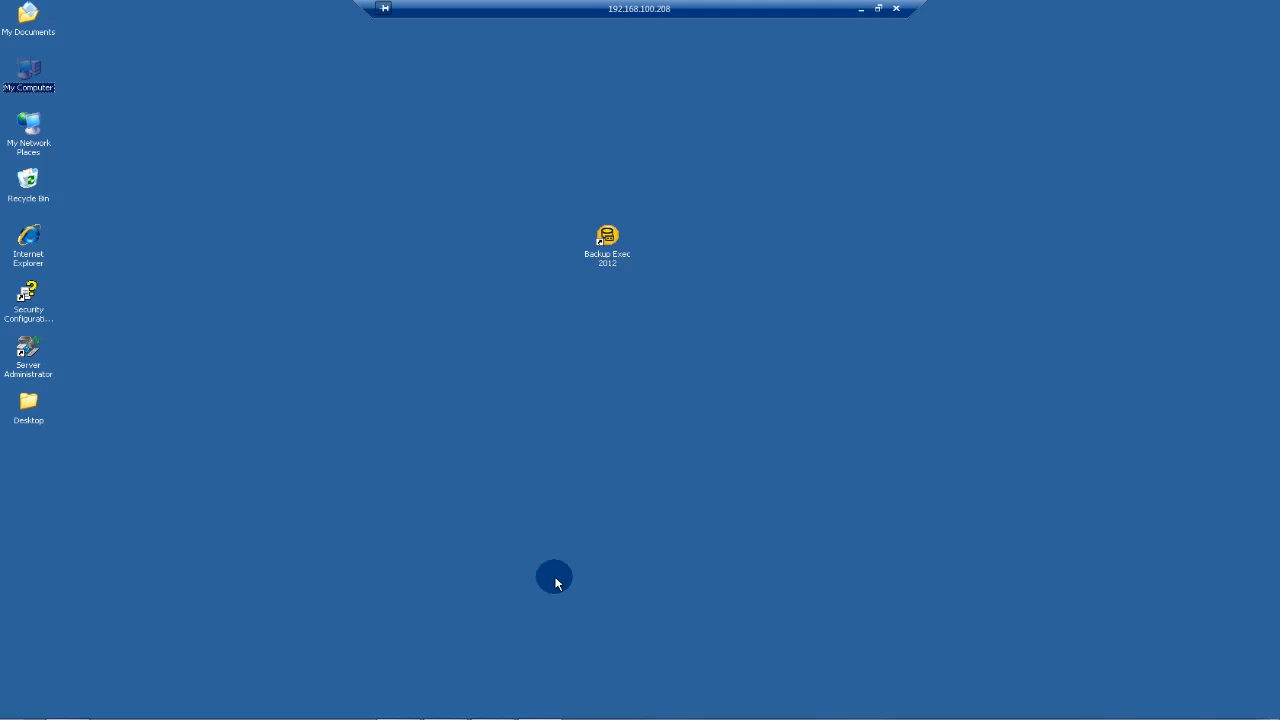 192.168.100.208
My Documents
My Computer
My Network
Places
Recycle Bin
Internet
Explorer
Security
Configurati...
Server
Administrator
Desktop
Backup Exec
2012